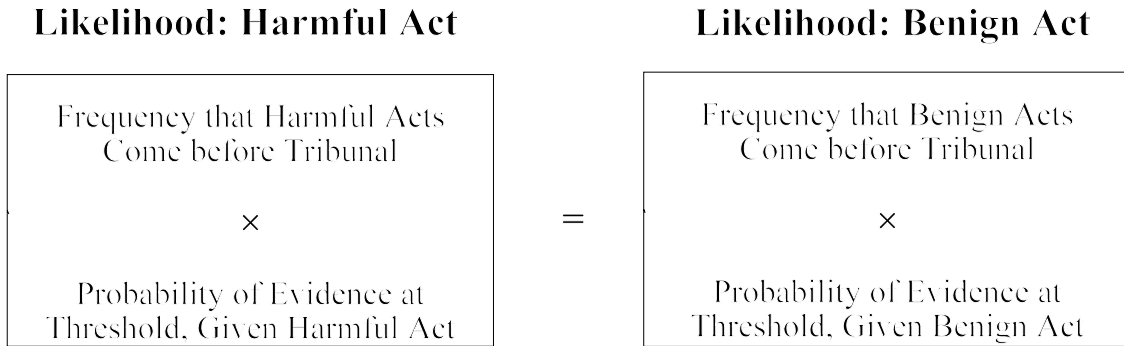 Likelihood: Harmful Act
Frequency that Harmful Acts
Come before Tribunal
×
Probability of Evidence at
Threshold, Given Harmful Act
=
Likelihood: Benign Act
Frequency that Benign Acts
Come before Tribunal
×
Probability of Evidence at
Threshold, Given Benign Act